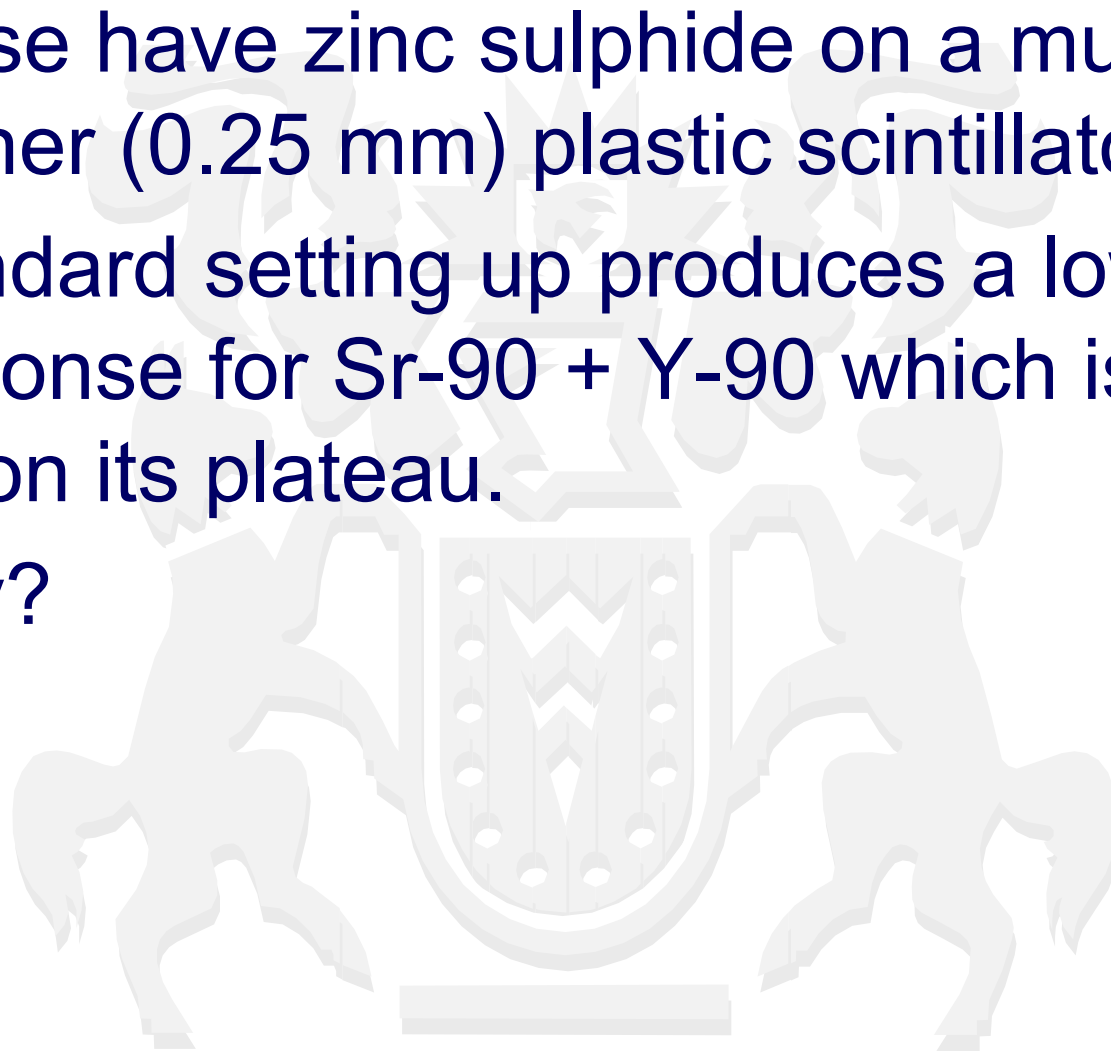 se have zinc sulphide on a mu
ner (0.25 mm) plastic scintillato
ndard setting up produces a lov
onse for Sr-90 + Y-90 which is
on its plateau.
y?